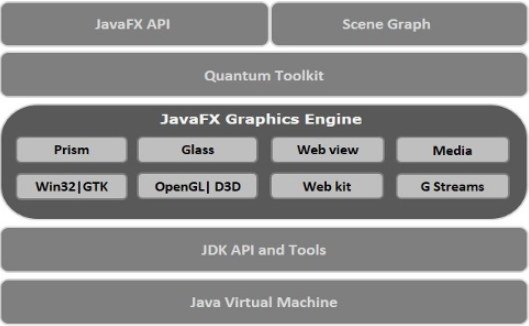 JavaFX API
Scene Graph
Quantum Toolkit
JavaFX Graphics Engine
Prism
Glass
Web view
Media
Win32|GTK
OpenGL| D3D
Web kit
G Streams
JDK API and Tools
Java Virtual Machine